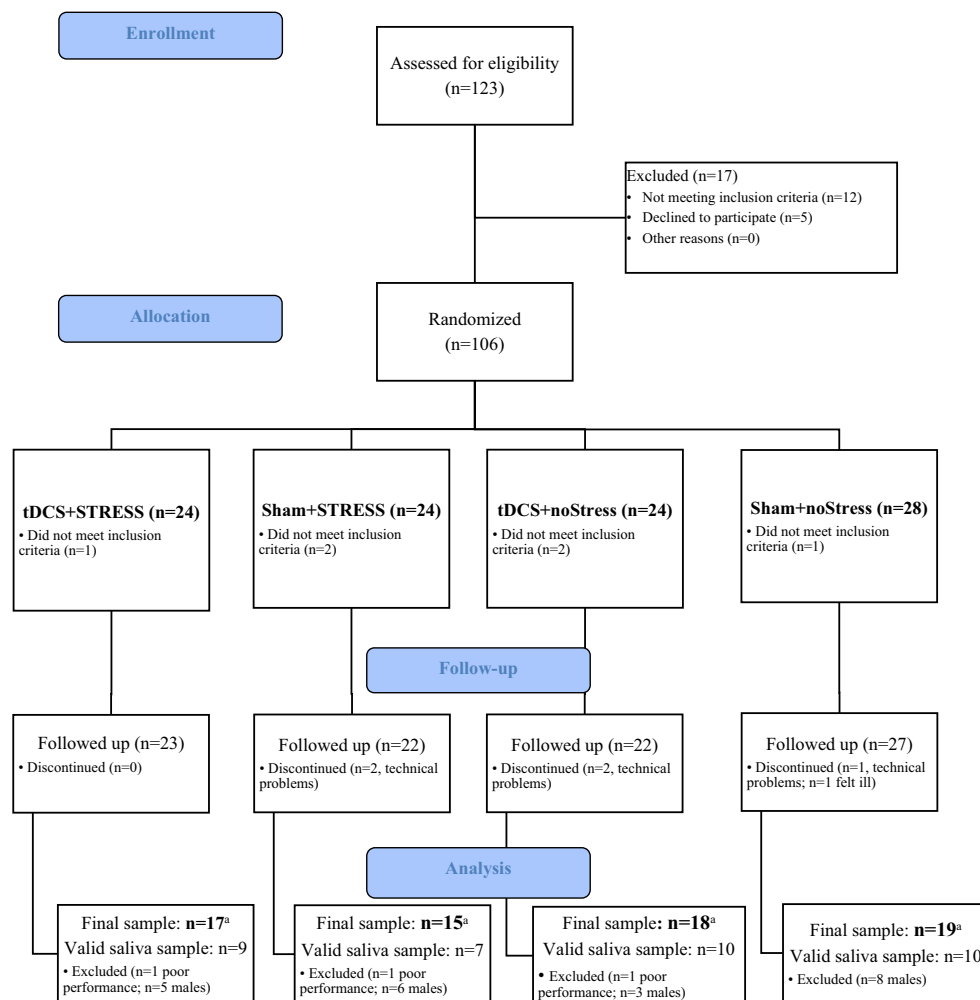 Enrollment
Assessed for eligibility
(n=123)
Excluded (n=17)
• Not meeting inclusion criteria (n=12)
• Declined to participate (n=5)
• Other reasons (n=0)
Allocation
Randomized
(n=106)
tDCS+STRESS (n=24)
• Did not meet inclusion
criteria (n=1)
Sham+STRESS (n=24)
• Did not meet inclusion
criteria (n=2)
tDCS+noStress (n=24)
• Did not meet inclusion
criteria (n=2)
Sham+noStress (n=28)
• Did not meet inclusion
criteria (n=1)
Follow-up
Followed up (n=23)
• Discontinued (n=0)
Followed up (n=22)
• Discontinued (n=2, technical
problems)
Followed up (n=22)
• Discontinued (n=2, technical
problems)
Followed up (n=27)
• Discontinued (n=1, technical
problems; n=1 felt ill)
Analysis
Final sample: n=17ᵃ
Valid saliva sample: n=9
• Excluded (n=1 poor
performance; n=5 males)
Final sample: n=15ᵃ
Valid saliva sample: n=7
• Excluded (n=1 poor
performance; n=6 males)
Final sample: n=18ᵃ
Valid saliva sample: n=10
• Excluded (n=1 poor
performance; n=3 males)
Final sample: n=19ᵃ
Valid saliva sample: n=10
• Excluded (n=8 males)